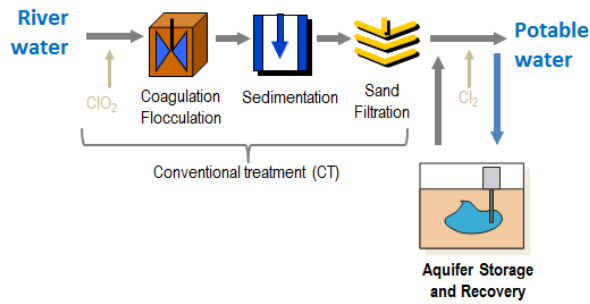 River
water
Potable
water
ClO2
Coagulation
Flocculation
Sedimentation
Sand
Filtration
Cl2
Conventional treatment (CT)
Aquifer Storage
and Recovery